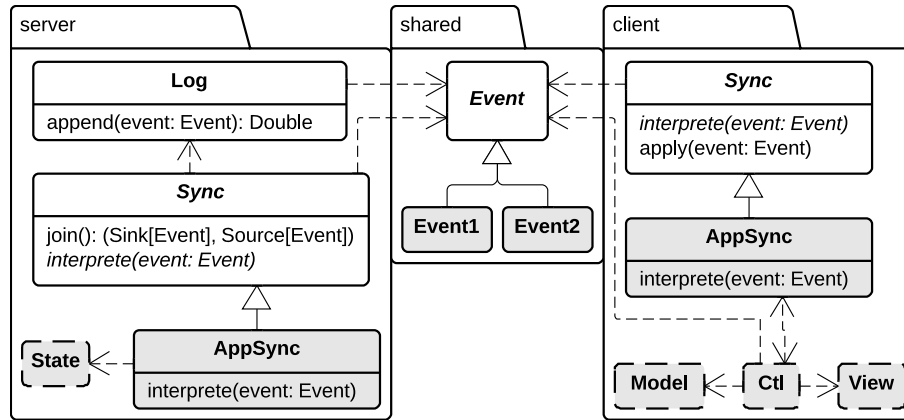 server
Log
append(event: Event): Double
Sync
join(): (Sink[Event], Source[Event])
interprete(event: Event)
AppSync
interprete(event: Event)
State
shared
Event
Event1
Event2
client
Sync
interprete(event: Event)
apply(event: Event)
AppSync
interprete(event: Event)
Model
Ctl
View